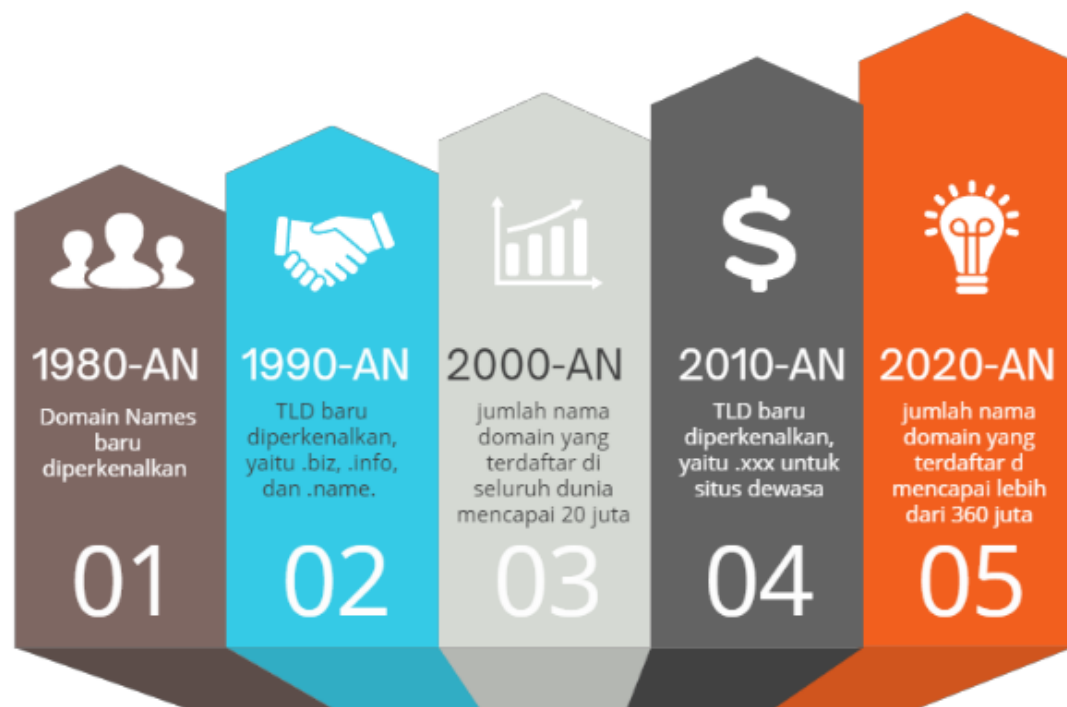 1980-AN
Domain Names
baru
diperkenalkan
01
1990-AN
TLD baru
diperkenalkan,
yaitu .biz, .info,
dan .name.
02
2000-AN
jumlah nama
domain yang
terdaftar di
seluruh dunia
mencapai 20 juta
03
2010-AN
TLD baru
diperkenalkan,
yaitu .xxx untuk
situs dewasa
04
2020-AN
jumlah nama
domain yang
terdaftar d
mencapai lebih
dari 360 juta
05